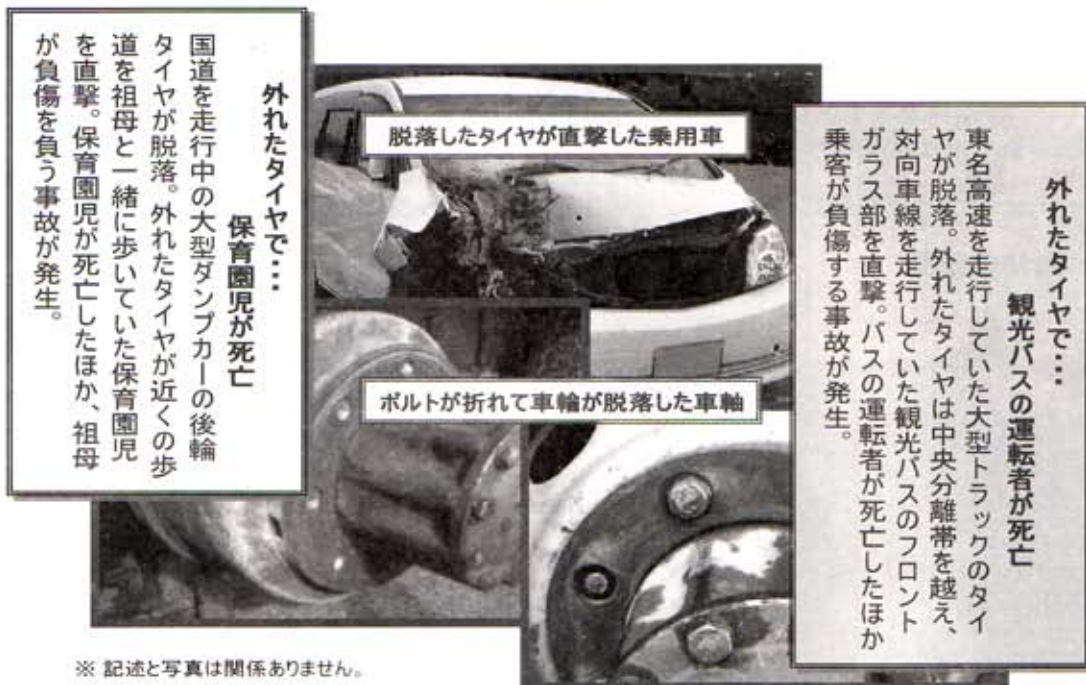 外れたタイヤで・・・
観光バスの運転者が死亡
東名高速を走行していた大型トラックのタイ
ヤが脱落。外れたタイヤは中央分離帯を越え、
対向車線を走行していた観光バスのフロント
ガラス部を直撃。バスの運転者が死亡したほか
乗客が負傷する事故が発生。
脱落したタイヤが直撃した乗用車
ボルトが折れて車輪が脱落した車軸
外れたタイヤで・・・
保育園児が死亡
国道を走行中の大型ダンプカーの後輪
タイヤが脱落。外れたタイヤが近くの歩
道を祖母と一緒に歩いていた保育園児
を直撃。保育園児が死亡したほか、祖母
が負傷を負う事故が発生。
※ 記述と写真は関係ありません。